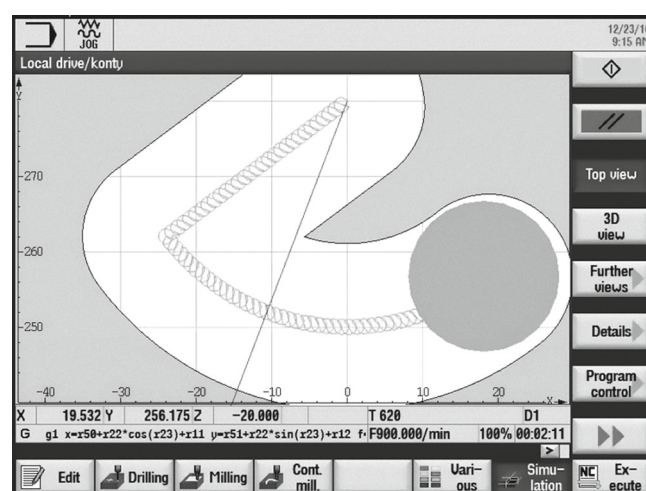 JOG
12/23/1
9:15 AM
Local drive/konty
Y
Top view
-270
3D
view
-260
Further
views
-250
Details
Program
control
-40 -30 -20 -10 0 10 20 X
X 19.532 Y 256.175 Z -20.000 T 620 D1
G g1 x=r50+r22*cos(r23)+r11 y=r51+r22*sin(r23)+r12 f F900.000/min 100% 00:02:11
Edit Drilling Milling Cont.
mill. Vari-
ous Simu-
lation NC Ex-
ecute